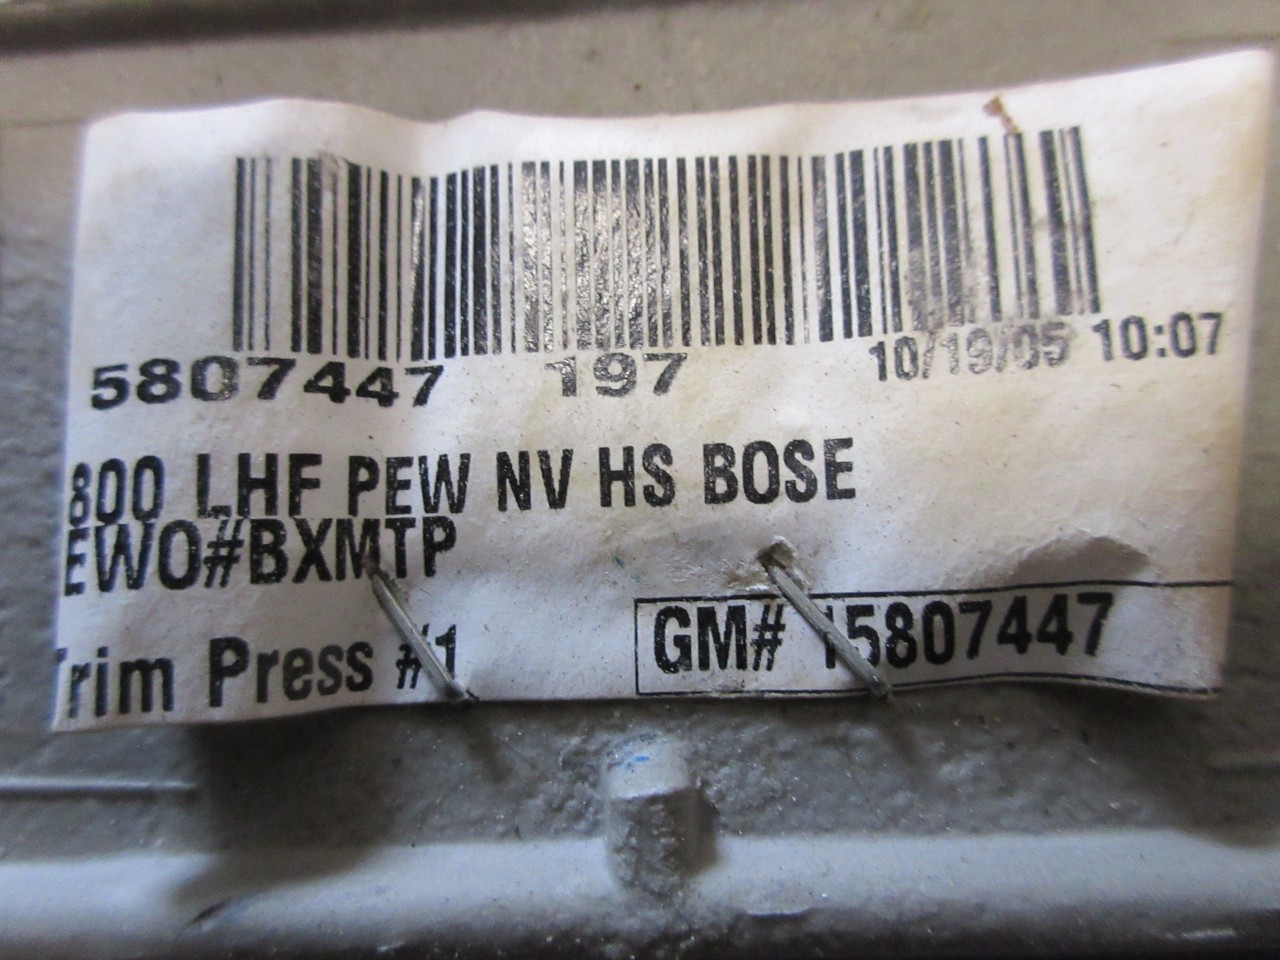 5807447 197 10/19/05 10:07
800 LHF PEW NV HS BOSE
EWO#BXMTP
Trim Press #1
GM# 15807447